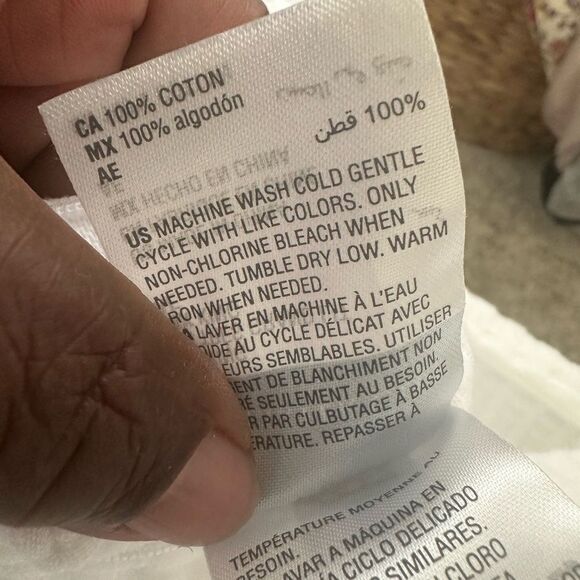 CA 100% COTON
MX 100% algodón
AE
100% قطن
US MACHINE WASH COLD GENTLE
CYCLE WITH LIKE COLORS. ONLY
NON-CHLORINE BLEACH WHEN
NEEDED. TUMBLE DRY LOW. WARM
IRON WHEN NEEDED.
LAVER EN MACHINE À L'EAU
AU CYCLE DÉLICAT AVEC
SEMBLABLES. UTILISER
DE BLANCHIMENT NON
SEULEMENT AU BESOIN.
PAR CULBUTAGE À BASSE
REPASSER À
TEMPÉRATURE MOYENNE AU
BESOIN.
LAVAR A MÁQUINA EN
CICLO DELICADO
SIMILARES.
CLORO